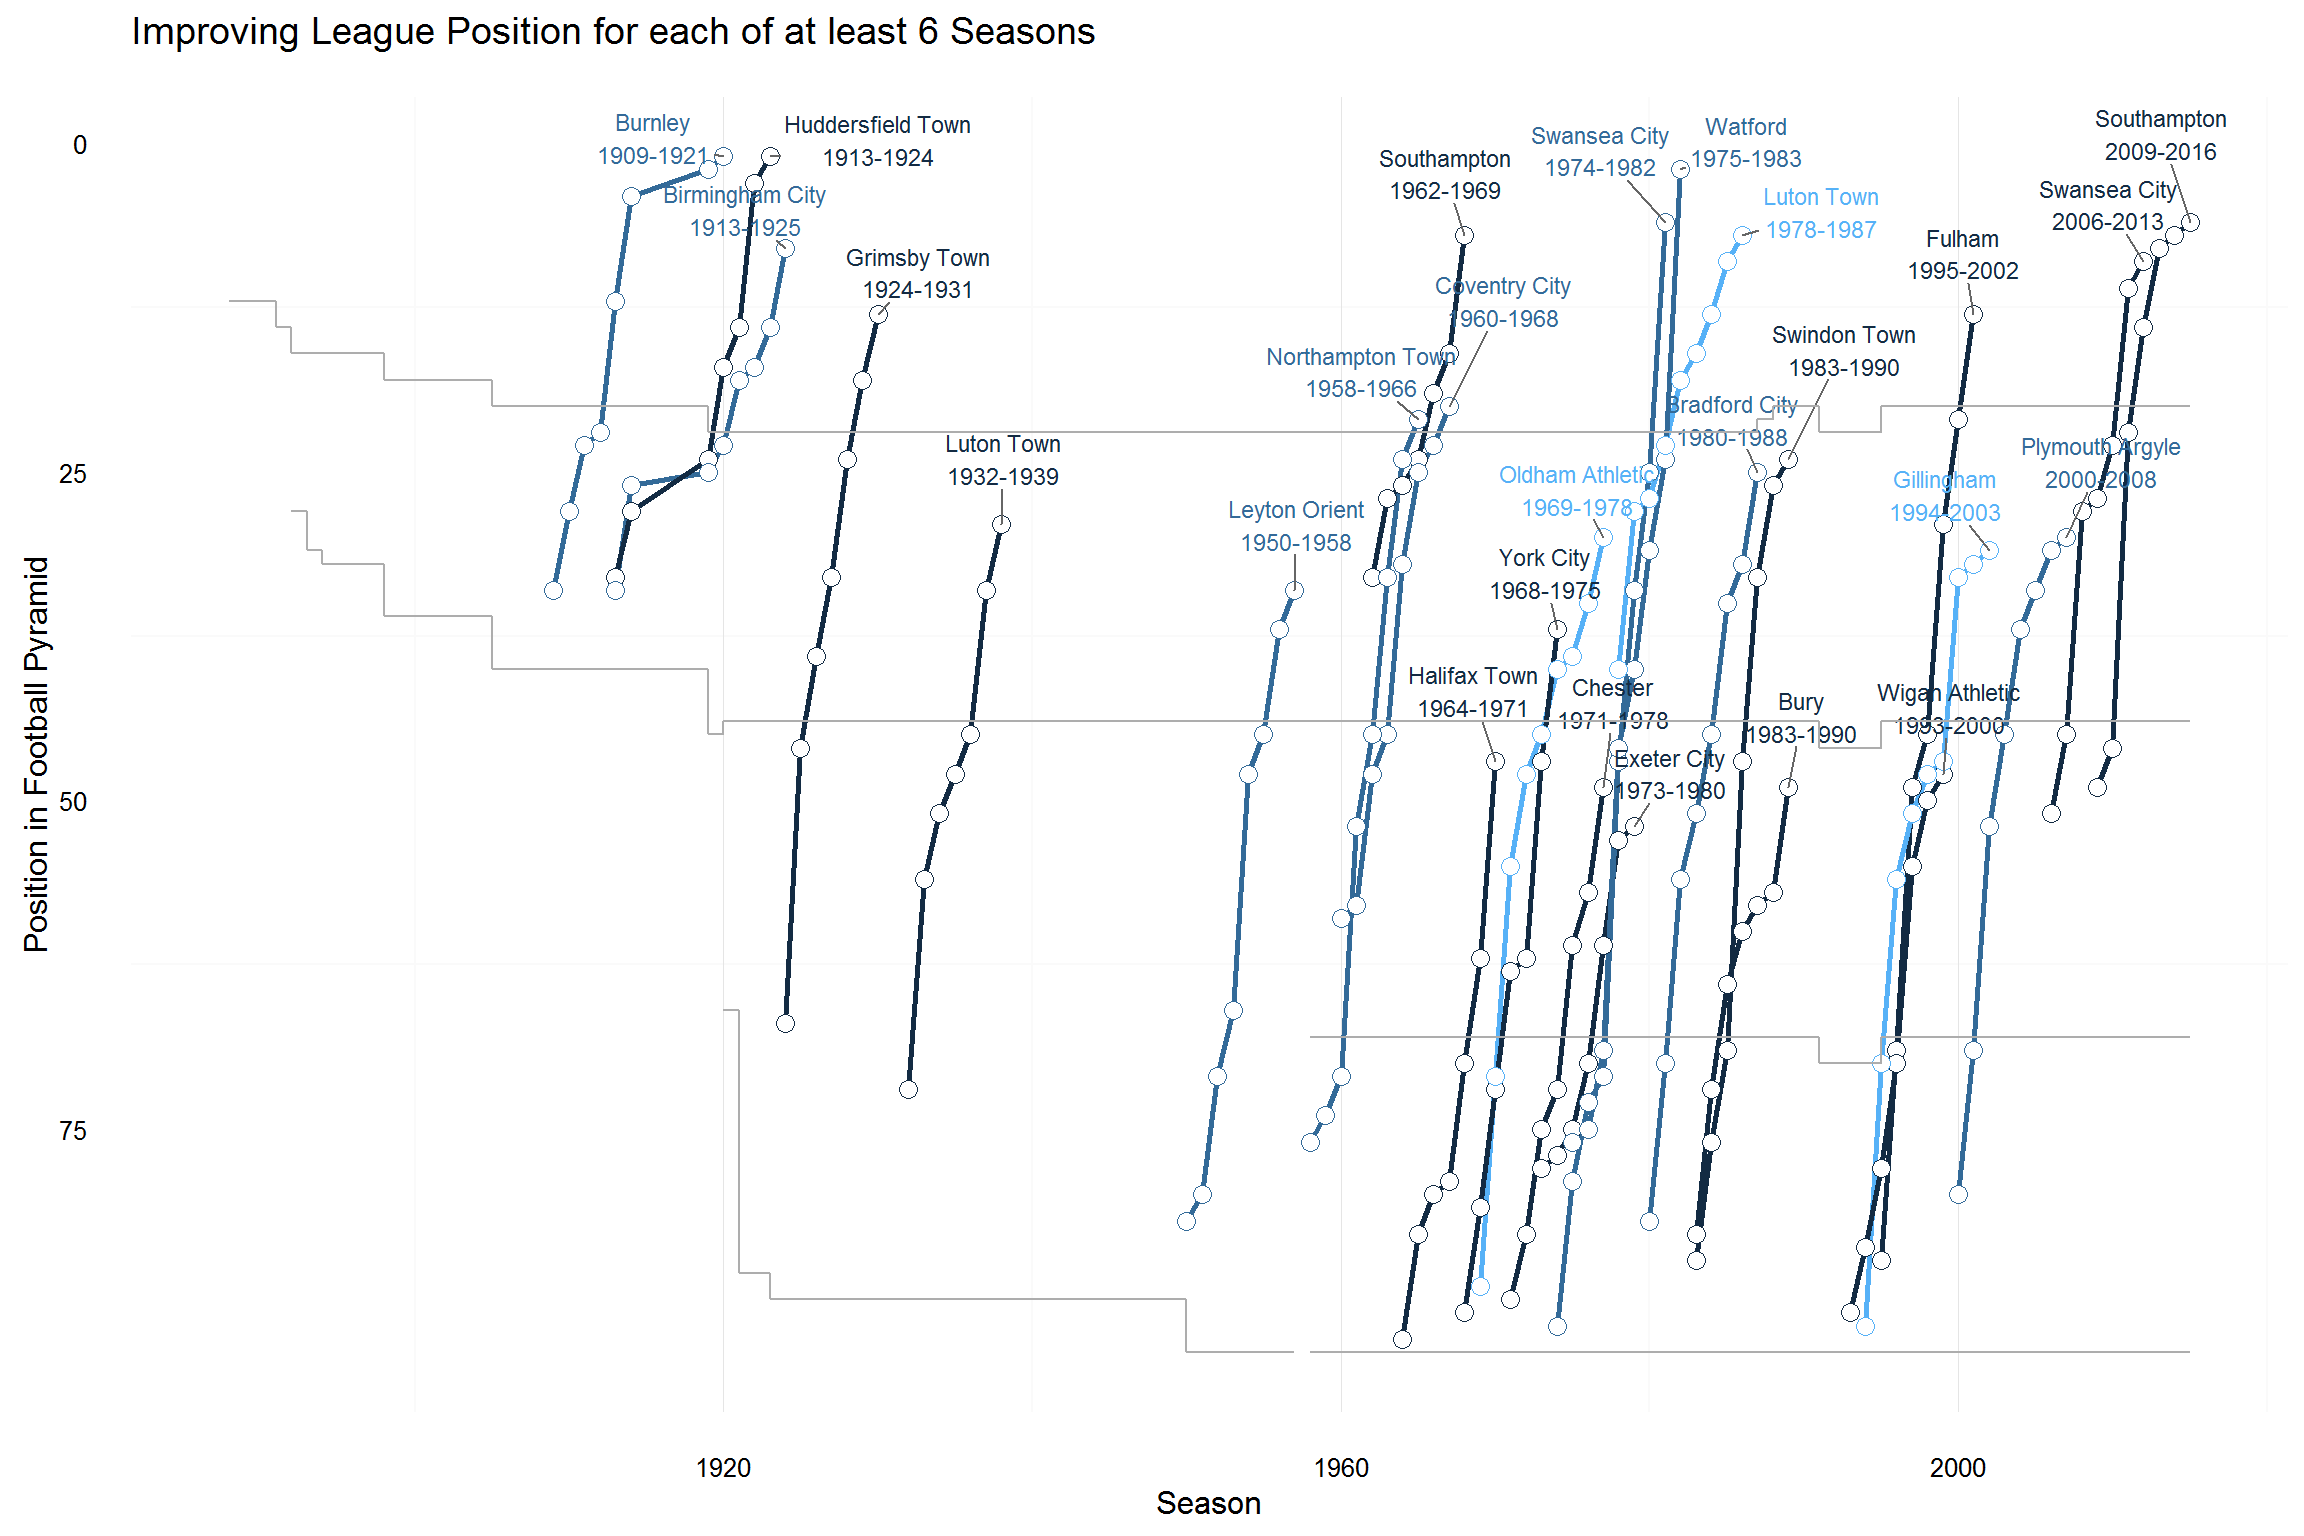 Improving League Position for each of at least 6 Seasons
Position in Football Pyramid
0
25
50
75
Burnley
1909-1921
Huddersfield Town
1913-1924
Birmingham City
1913-1925
Grimsby Town
1924-1931
Luton Town
1932-1939
Leyton Orient
1950-1958
Northampton Town
1958-1966
Southampton
1962-1969
Coventry City
1960-1968
Halifax Town
1964-1971
York City
1968-1975
Oldham Athletic
1969-1978
Chester
1971-1978
Exeter City
1973-1980
Swansea City
1974-1982
Watford
1975-1983
Luton Town
1978-1987
Bradford City
1980-1988
Swindon Town
1983-1990
Bury
1983-1990
Wigan Athletic
1993-2000
Gillingham
1994-2003
Fulham
1995-2002
Plymouth Argyle
2000-2008
Swansea City
2006-2013
Southampton
2009-2016
1920
1960
2000
Season